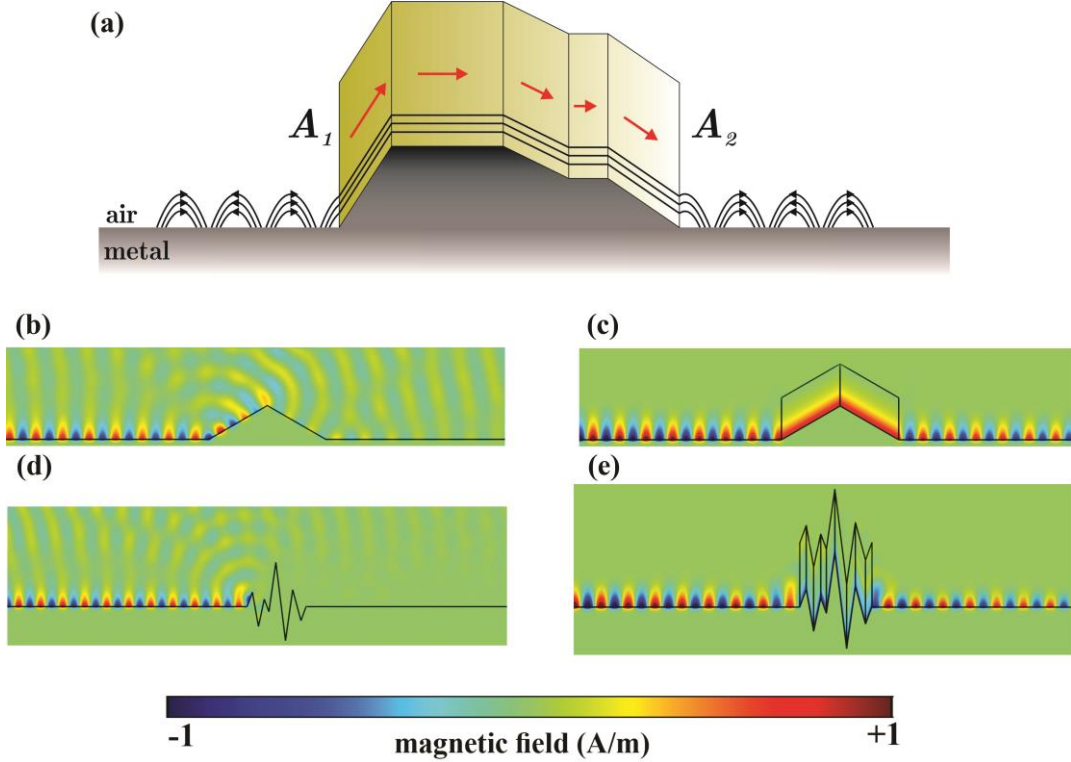 (a)
A1
A2
air
metal
(b)
(c)
(d)
(e)
-1
+1
magnetic field (A/m)